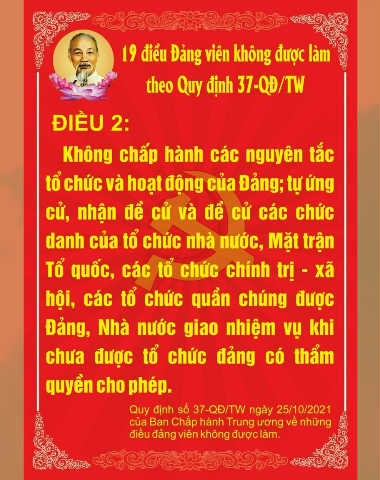 19 điều Đảng viên không được làm
theo Quy định 37-QĐ/TW
ĐIỀU 2:
Không chấp hành các nguyên tắc
tổ chức và hoạt động của Đảng; tự ứng
cử, nhận đề cử và đề cử các chức
danh của tổ chức nhà nước, Mặt trận
Tổ quốc, các tổ chức chính trị - xã
hội, các tổ chức quần chúng được
Đảng, Nhà nước giao nhiệm vụ khi
chưa được tổ chức đảng có thẩm
quyền cho phép.
Quy định số 37-QĐ/TW ngày 25/10/2021
của Ban Chấp hành Trung ương về những
điều đảng viên không được làm.